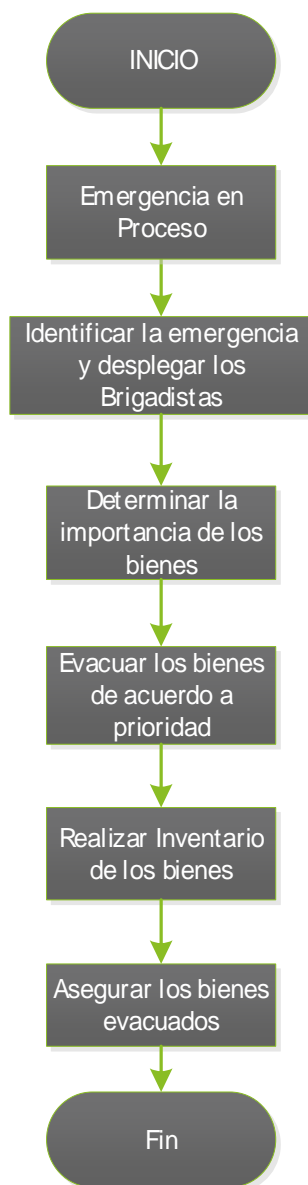 INICIO
Emergencia en
Proceso
Identificar la emergencia
y desplegar los
Brigadistas
Determinar la
importancia de los
bienes
Evacuar los bienes
de acuerdo a
prioridad
Realizar Inventario
de los bienes
Asegurar los bienes
evacuados
Fin